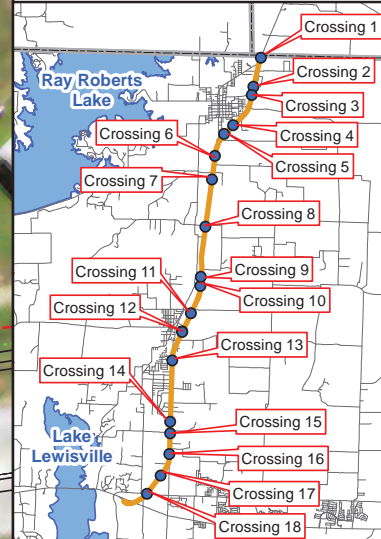 Crossing 1
Ray Roberts
Lake
Crossing 2
Crossing 3
Crossing 4
Crossing 6
Crossing 5
Crossing 7
Crossing 8
Crossing 9
Crossing 11
Crossing 10
Crossing 12
Crossing 13
Crossing 14
Crossing 15
Lake
Lewisville
Crossing 16
Crossing 17
Crossing 18